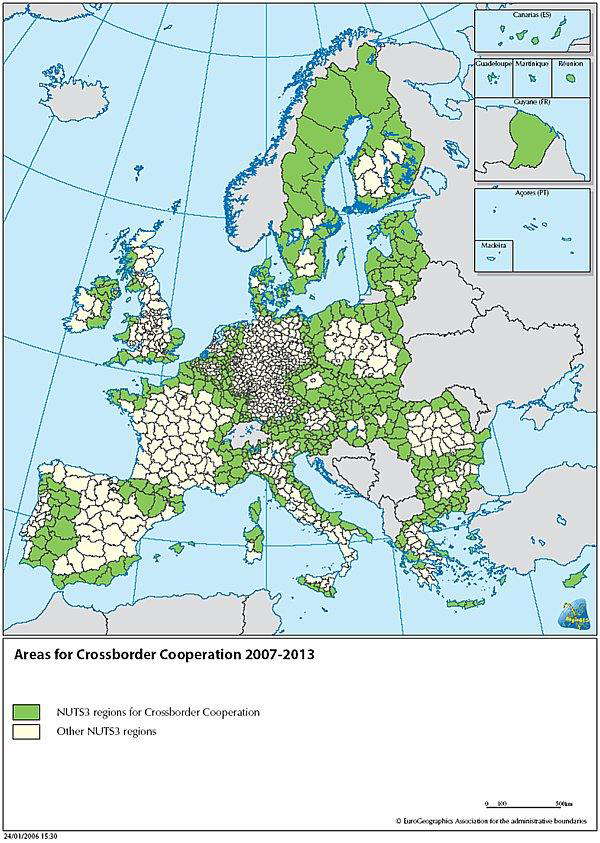 Canarias (ES)
Guadeloupe
Martinique
Réunion
Guyane (FR)
Açores (PT)
Madeira
Areas for Crossborder Cooperation 2007-2013
NUTS3 regions for Crossborder Cooperation
Other NUTS3 regions
0 100 500km
© EuroGeographics Association for the administrative boundaries
24/01/2006 15:30